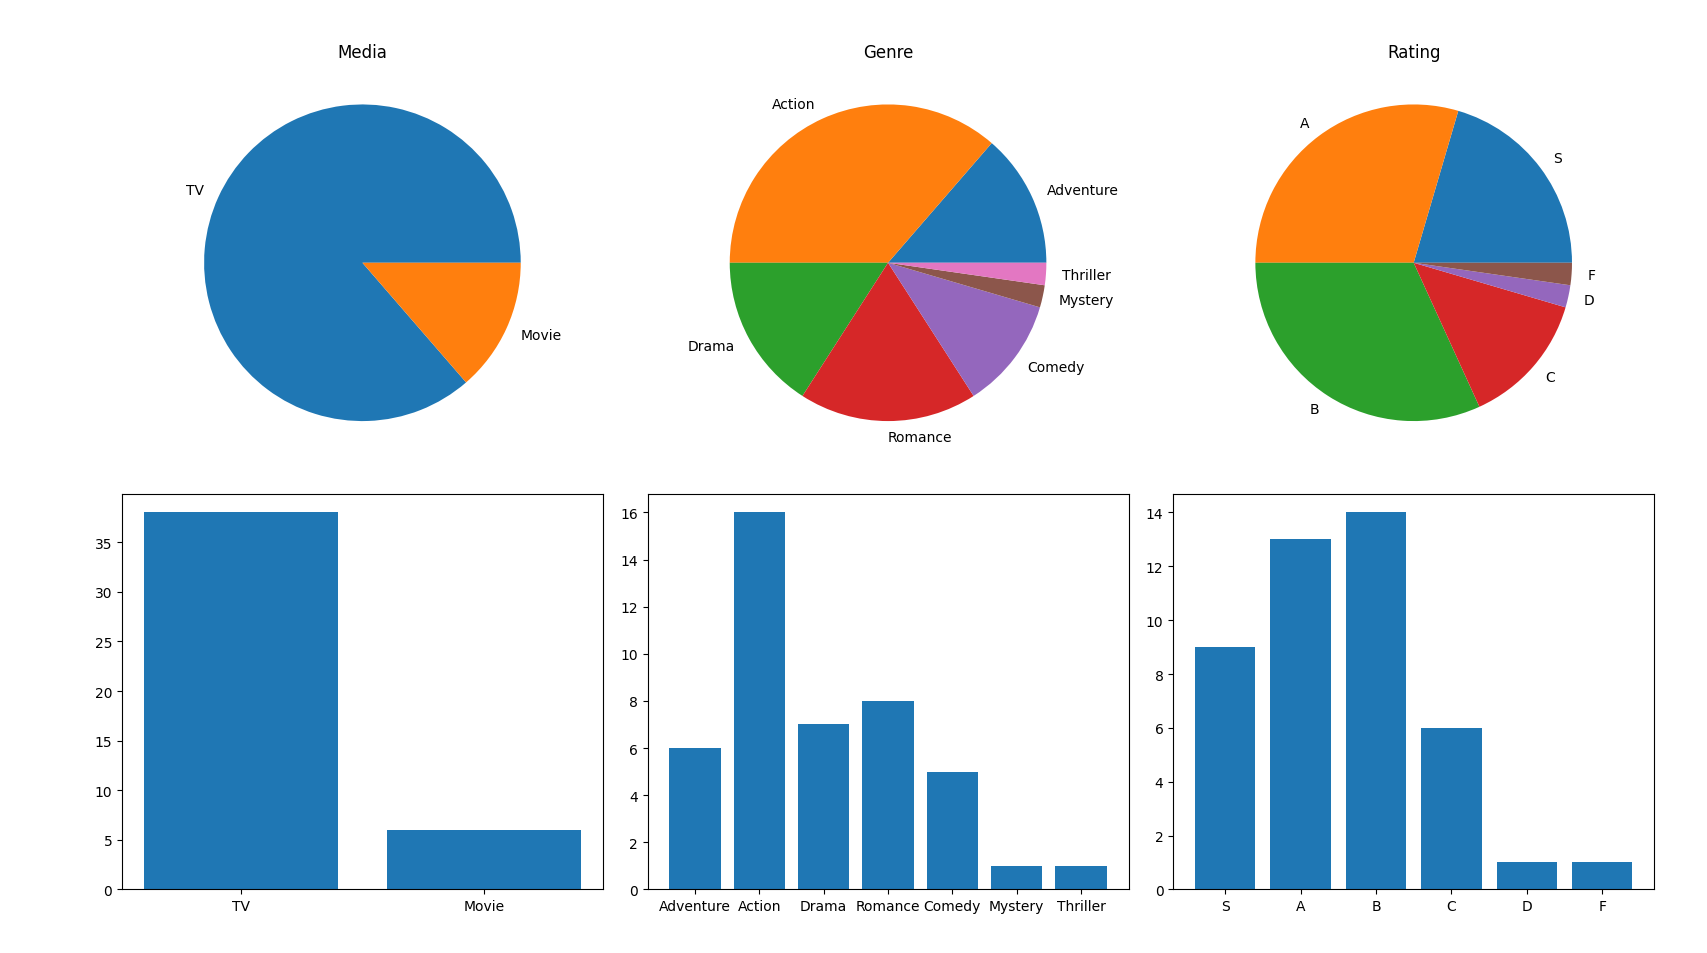 Media
TV
Movie
Genre
Action
Adventure
Thriller
Mystery
Drama
Comedy
Romance
Rating
A
S
F
D
C
B
35
30
25
20
15
10
5
0
TV Movie
16
14
12
10
8
6
4
2
0
Adventure Action Drama Romance Comedy Mystery Thriller
14
12
10
8
6
4
2
0
S A B C D F